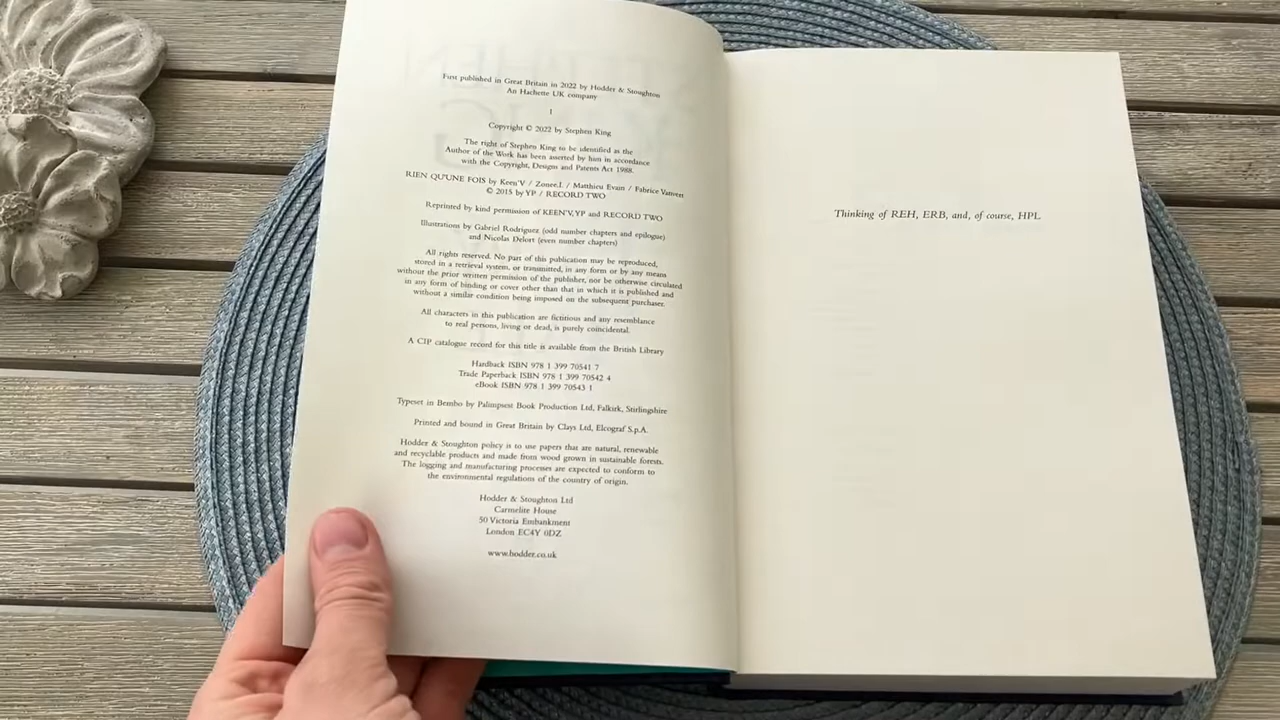 First published in Great Britain in 2022 by Hodder & Stoughton
An Hachette UK company
1
Copyright © 2022 by Stephen King
The right of Stephen King to be identified as the
Author of the Work has been asserted by him in accordance
with the Copyright, Designs and Patents Act 1988.
RIEN QU'UNE FOIS by Keen'V / Zonee.L / Matthieu Evain / Fabrice Vanvert
© 2015 by YP / RECORD TWO
Reprinted by kind permission of KEEN'V, YP and RECORD TWO
Illustrations by Gabriel Rodríguez (odd number chapters and epilogue)
and Nicolas Delort (even number chapters)
All rights reserved. No part of this publication may be reproduced,
stored in a retrieval system, or transmitted, in any form or by any means
without the prior written permission of the publisher, nor be otherwise circulated
in any form of binding or cover other than that in which it is published and
without a similar condition being imposed on the subsequent purchaser.
All characters in this publication are fictitious and any resemblance
to real persons, living or dead, is purely coincidental.
A CIP catalogue record for this title is available from the British Library
Hardback ISBN 978 1 399 70541 7
Trade Paperback ISBN 978 1 399 70542 4
eBook ISBN 978 1 399 70543 1
Typeset in Bembo by Palimpsest Book Production Ltd, Falkirk, Stirlingshire
Printed and bound in Great Britain by Clays Ltd, Elcograf S.p.A.
Hodder & Stoughton policy is to use papers that are natural, renewable
and recyclable products and made from wood grown in sustainable forests.
The logging and manufacturing processes are expected to conform to
the environmental regulations of the country of origin.
Hodder & Stoughton Ltd
Carmelite House
50 Victoria Embankment
London EC4Y 0DZ
www.hodder.co.uk
Thinking of REH, ERB, and, of course, HPL